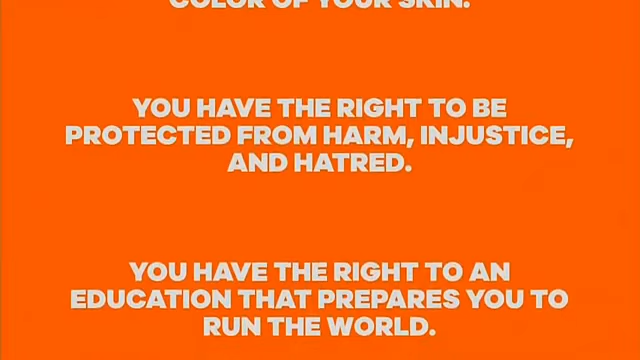 COLOR OF YOUR SKIN.
YOU HAVE THE RIGHT TO BE
PROTECTED FROM HARM, INJUSTICE,
AND HATRED.
YOU HAVE THE RIGHT TO AN
EDUCATION THAT PREPARES YOU TO
RUN THE WORLD.